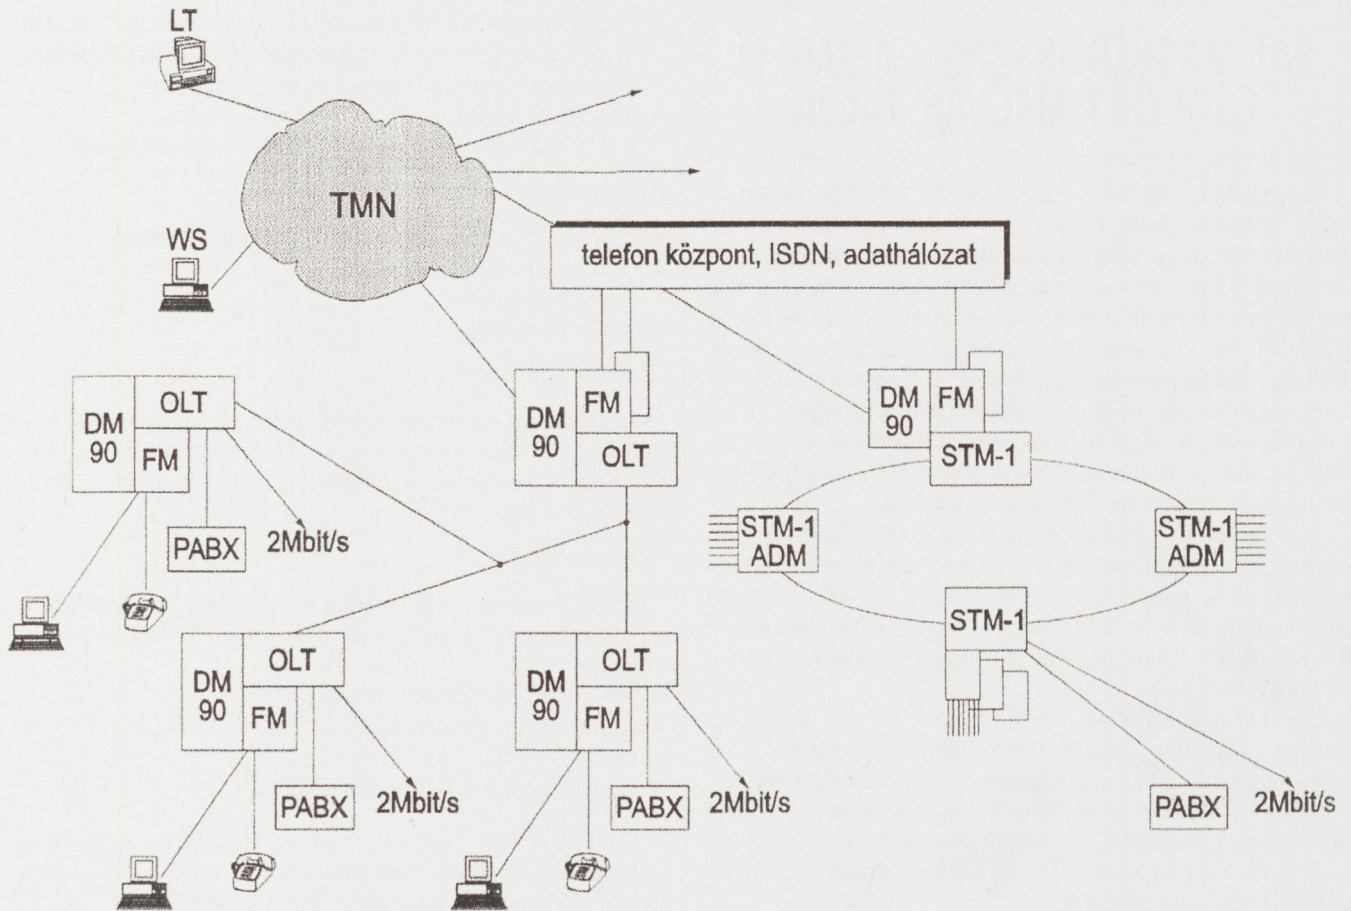 LT
TMN
WS
telefon központ, ISDN, adathálózat
DM
90
OLT
FM
PABX
2Mbit/s
DM
90
FM
OLT
DM
90
FM
STM-1
STM-1
ADM
STM-1
ADM
STM-1
PABX
2Mbit/s
DM
90
OLT
FM
PABX
2Mbit/s
DM
90
OLT
FM
PABX
2Mbit/s